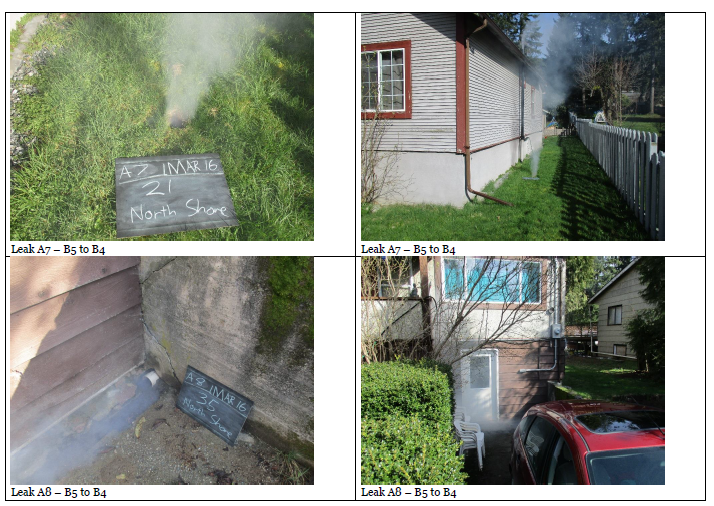 A7 1MAR16
21
North Shore
Leak A7 – B5 to B4
Leak A7 – B5 to B4
A8 1MAR16
35
North Shore
Leak A8 – B5 to B4
Leak A8 – B5 to B4